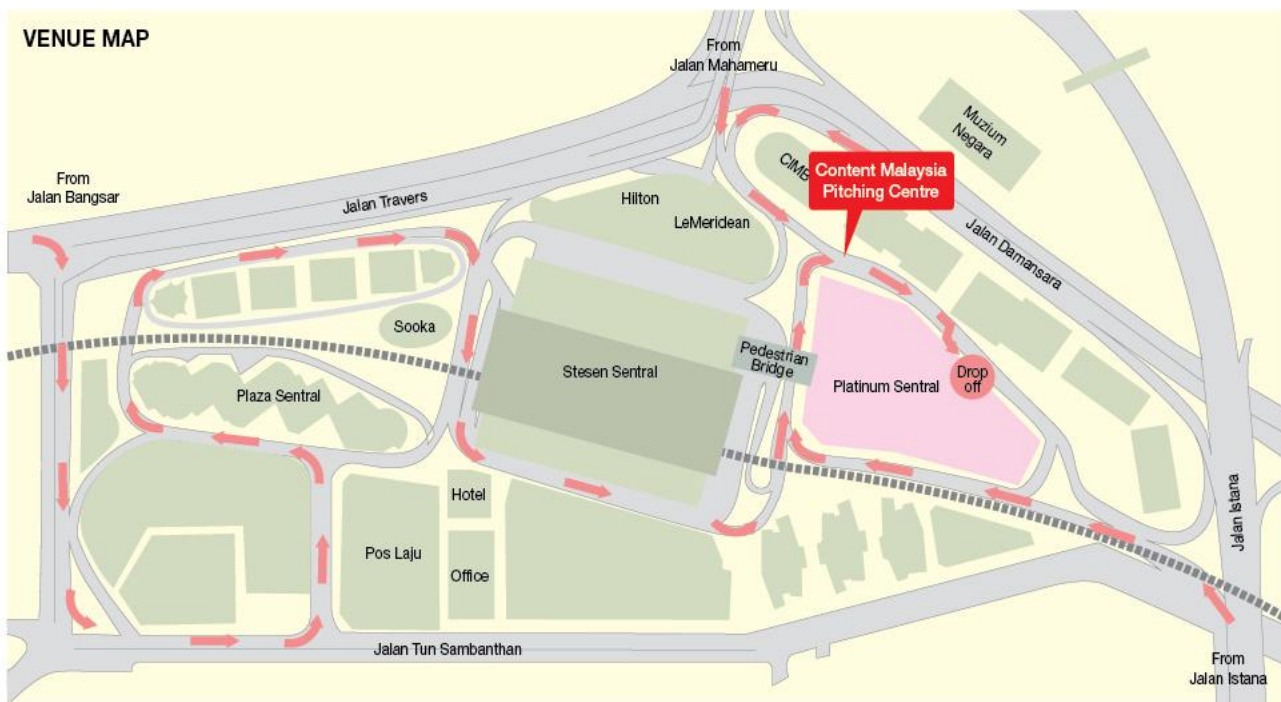 VENUE MAP
From
Jalan Mahameru
Muzium
Negara
From
Jalan Bangsar
Jalan Travers
CIMB
Content Malaysia
Pitching Centre
Hilton
LeMeridean
Jalan Damansara
Sooka
Stesen Sentral
Pedestrian
Bridge
Platinum Sentral
Drop
off
Plaza Sentral
Hotel
Pos Laju
Office
Jalan Istana
Jalan Tun Sambanthan
From
Jalan Istana